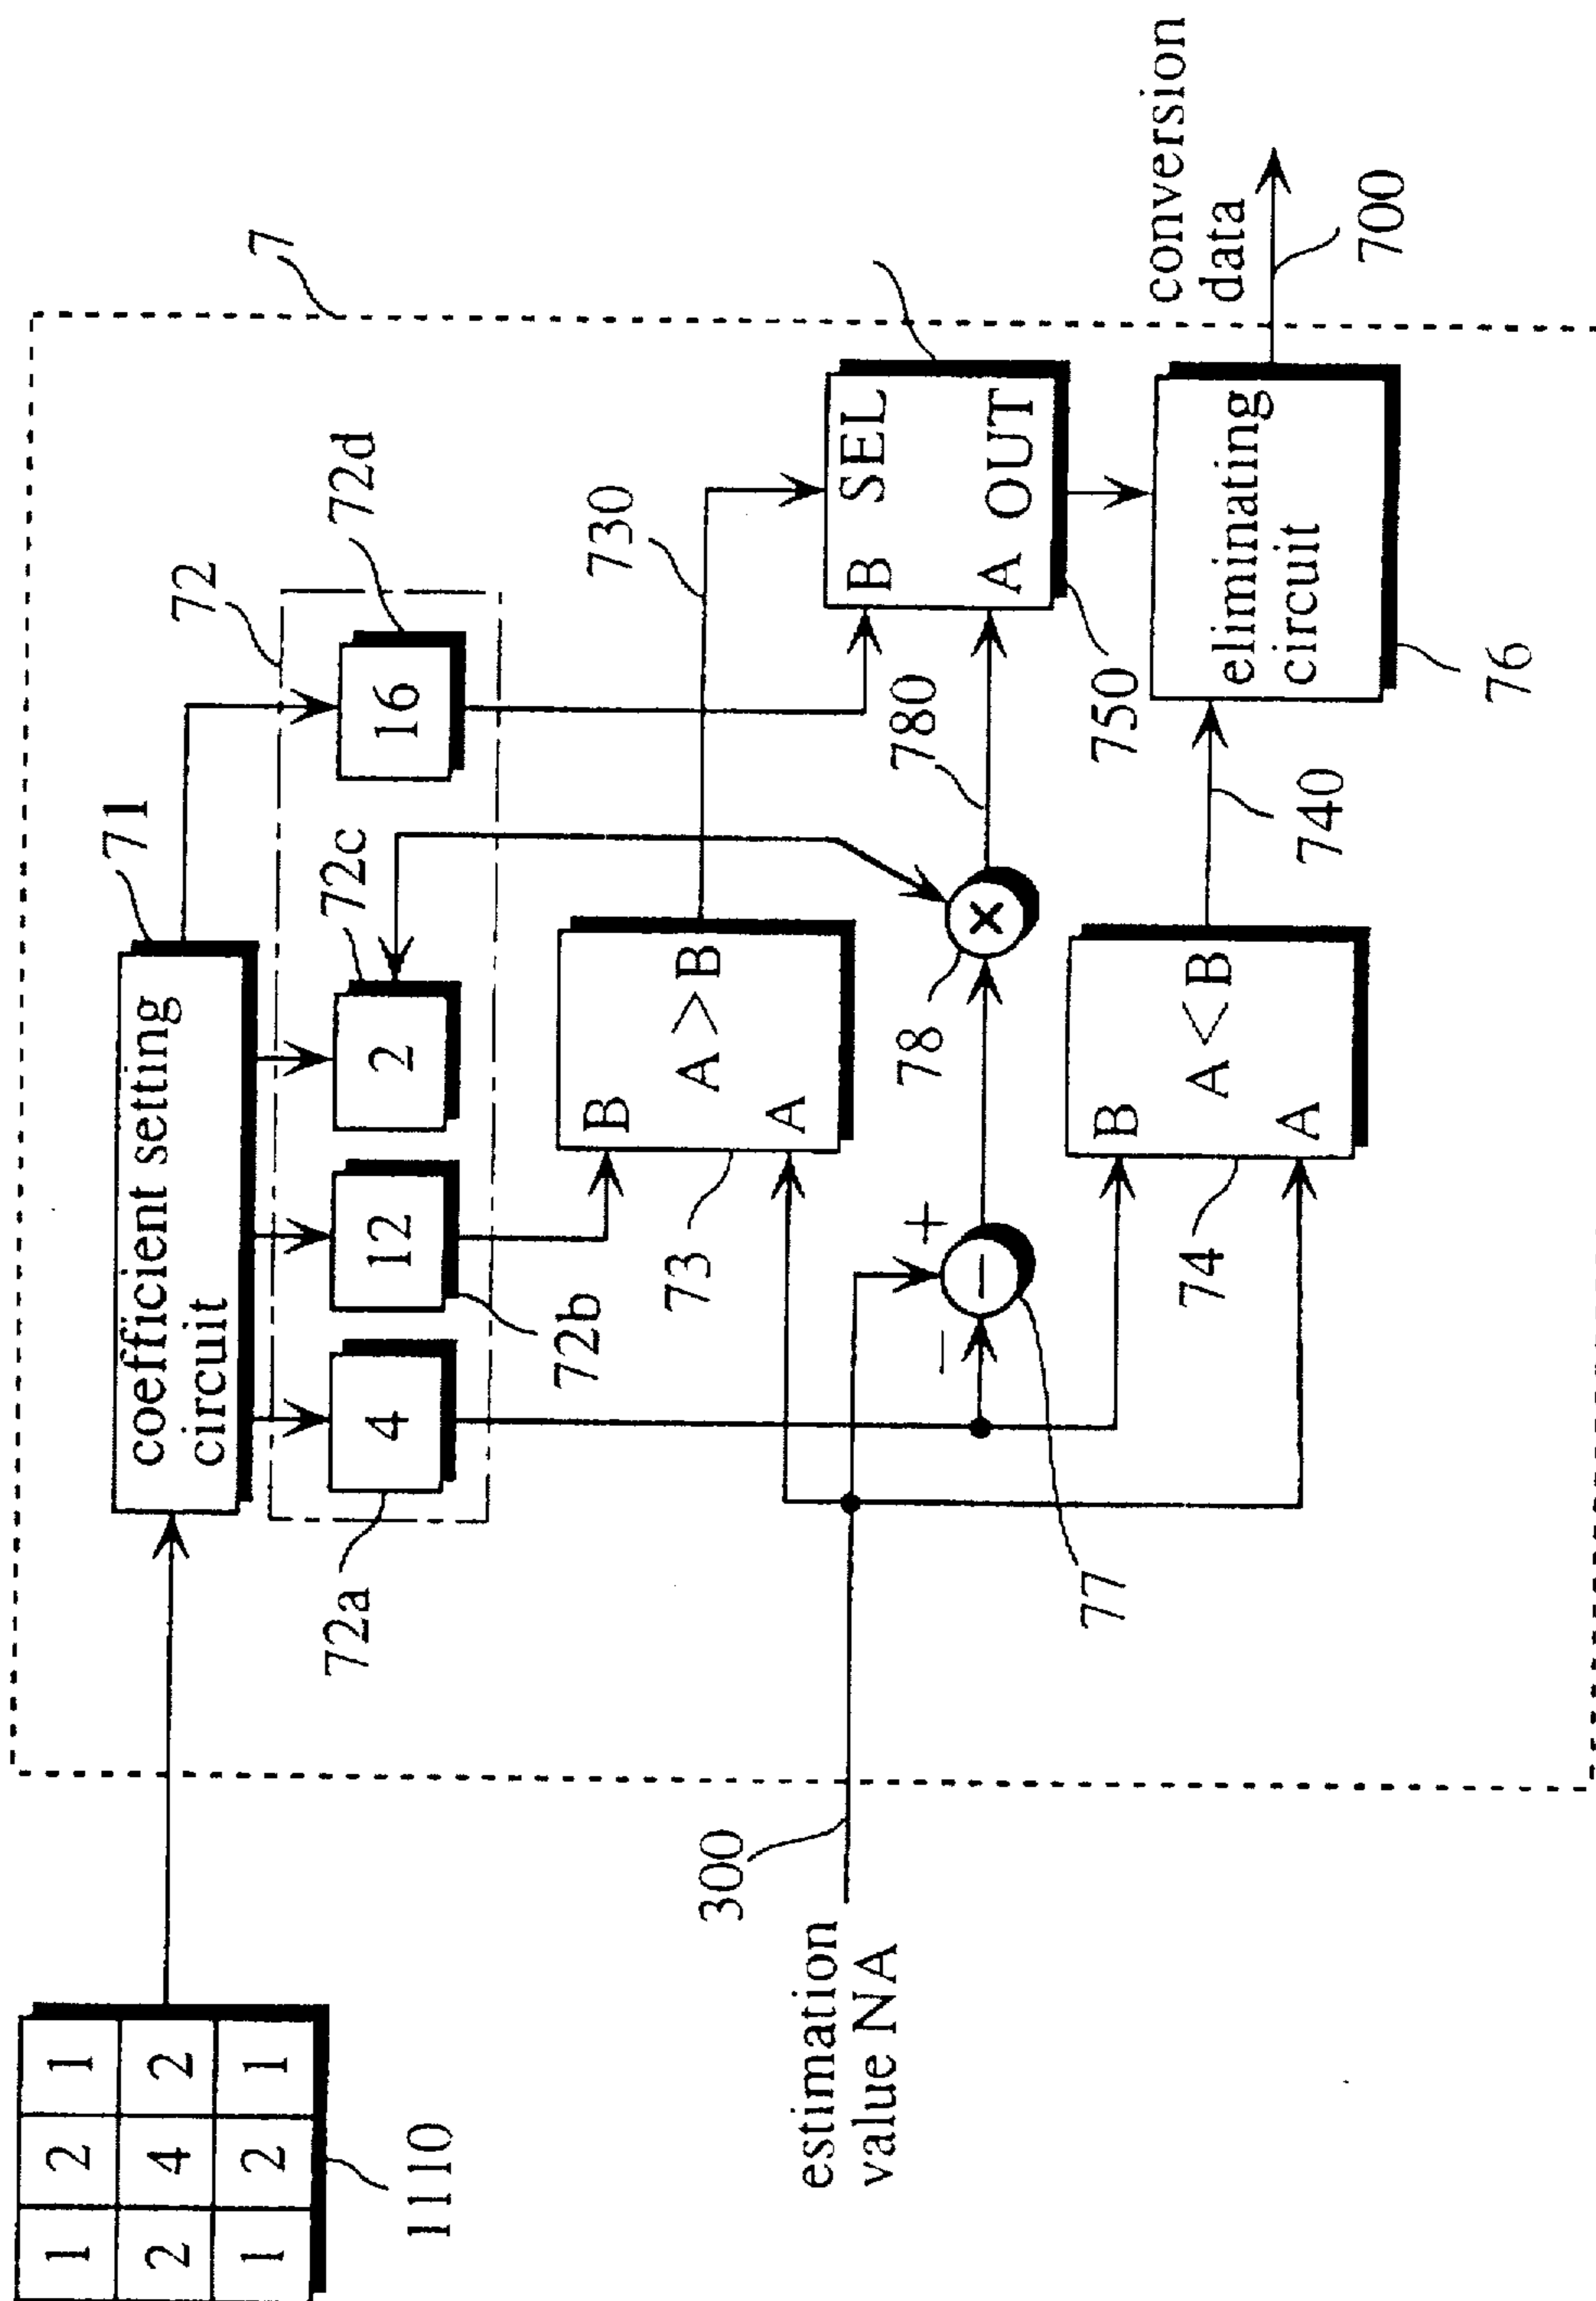 1 2 1
2 4 2
1 2 1
1110
coefficient setting
circuit
71
7
72
4
12
2
16
72a
72b
72c
72d
B
A > B
A
73
730
B SEL
A OUT
750
estimation
value NA
300
+
−
−
77
×
78
780
B
A < B
A
74
740
eliminating
circuit
76
conversion
data
700